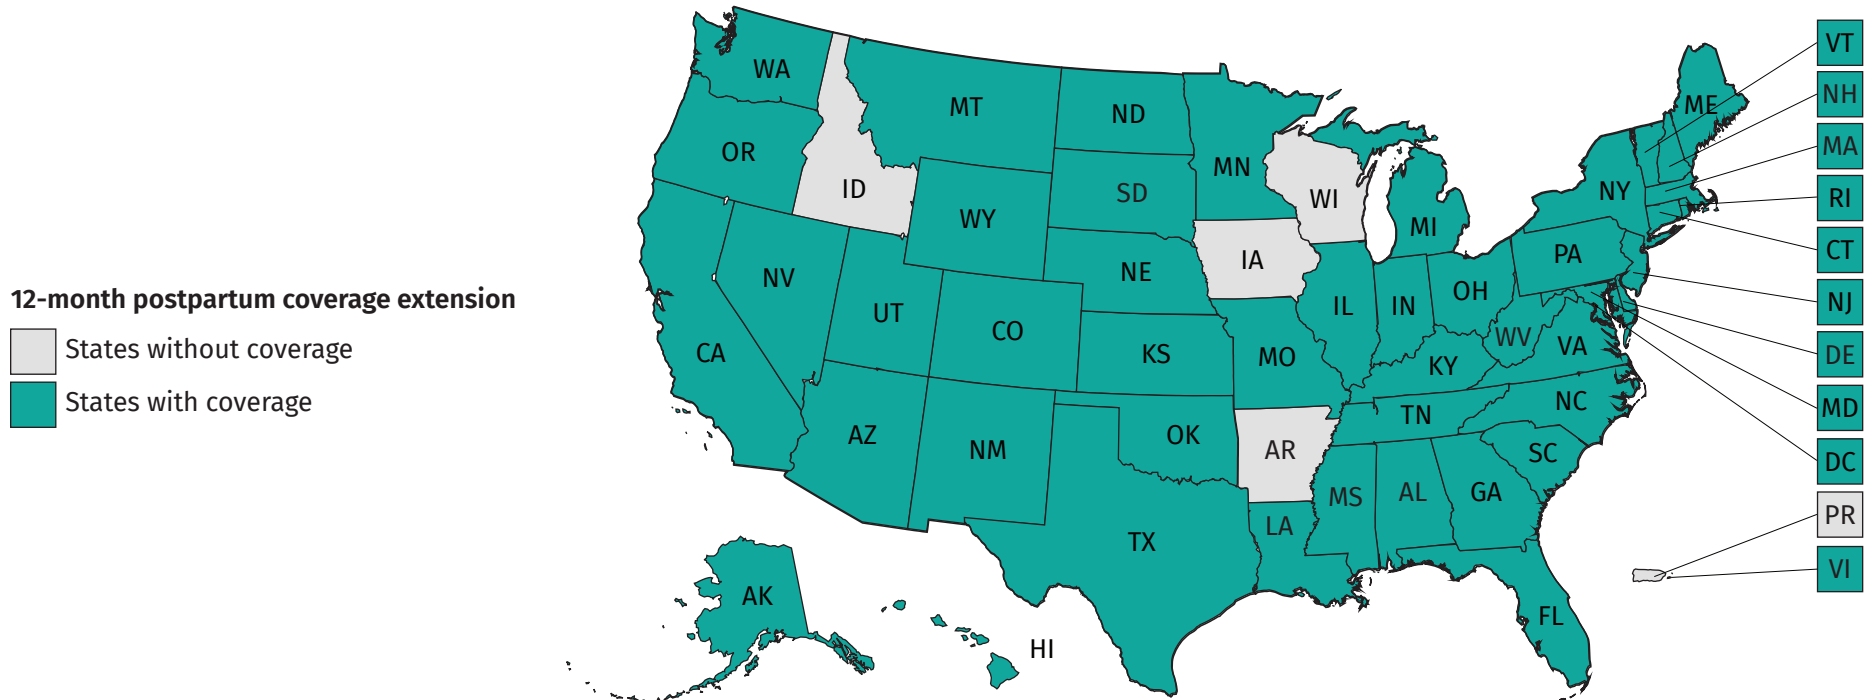 12-month postpartum coverage extension
States without coverage
States with coverage
WA
MT
ND
MN
ME
OR
ID
SD
WI
NY
WY
MI
NV
NE
IA
PA
UT
CO
IL
IN
OH
CA
KS
MO
KY
WV
VA
AZ
NM
OK
AR
TN
NC
SC
MS
AL
GA
TX
LA
AK
HI
FL
VT
NH
MA
RI
CT
NJ
DE
MD
DC
PR
VI